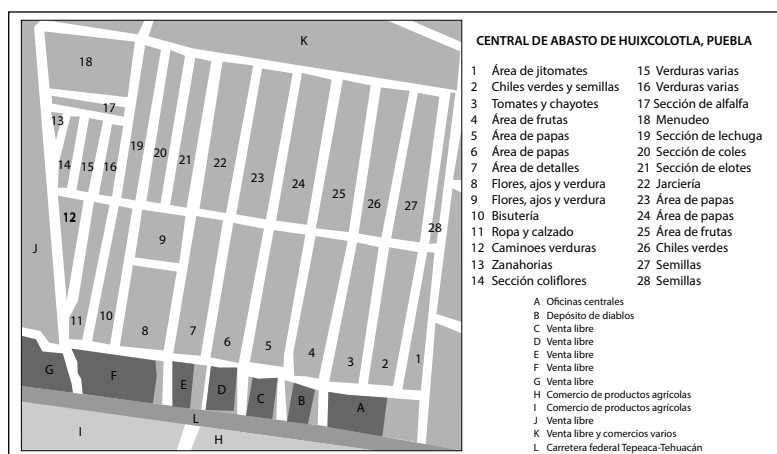 K
18
17
13
14
15
16
19
20
21
22
23
24
25
26
27
28
12
9
J
11
10
8
7
6
5
4
3
2
1
G
F
E
D
C
B
A
L
I
H
CENTRAL DE ABASTO DE HUIXCOLOTLA, PUEBLA
1 Área de jitomates
2 Chiles verdes y semillas
3 Tomates y chayotes
4 Área de frutas
5 Área de papas
6 Área de papas
7 Área de detalles
8 Flores, ajos y verdura
9 Flores, ajos y verdura
10 Bisutería
11 Ropa y calzado
12 Caminoes verduras
13 Zanahorias
14 Sección coliflores
15 Verduras varias
16 Verduras varias
17 Sección de alfalfa
18 Menudeo
19 Sección de lechuga
20 Sección de coles
21 Sección de elotes
22 Jarciería
23 Área de papas
24 Área de papas
25 Área de frutas
26 Chiles verdes
27 Semillas
28 Semillas
A Oficinas centrales
B Depósito de diablos
C Venta libre
D Venta libre
E Venta libre
F Venta libre
G Venta libre
H Comercio de productos agrícolas
I Comercio de productos agrícolas
J Venta libre
K Venta libre y comercios varios
L Carretera federal Tepeaca-Tehuacán